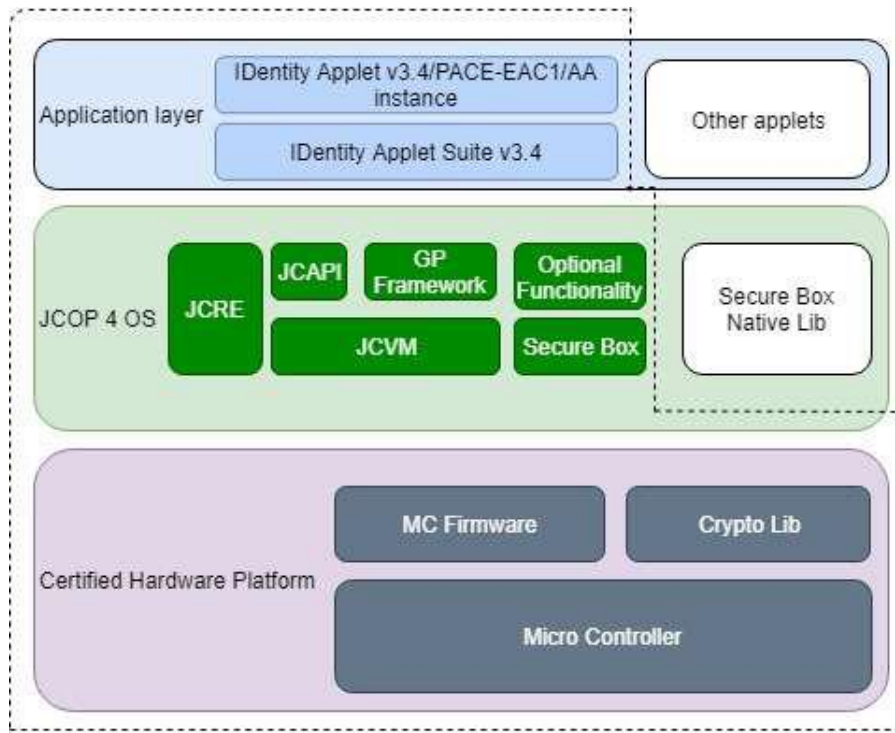 IDentity Applet v3.4/PACE-EAC1/AA
instance
Application layer
IDentity Applet Suite v3.4
Other applets
JCOP 4 OS
JCRE
JCAPI
GP
Framework
Optional
Functionality
JCVM
Secure Box
Secure Box
Native Lib
Certified Hardware Platform
MC Firmware
Crypto Lib
Micro Controller